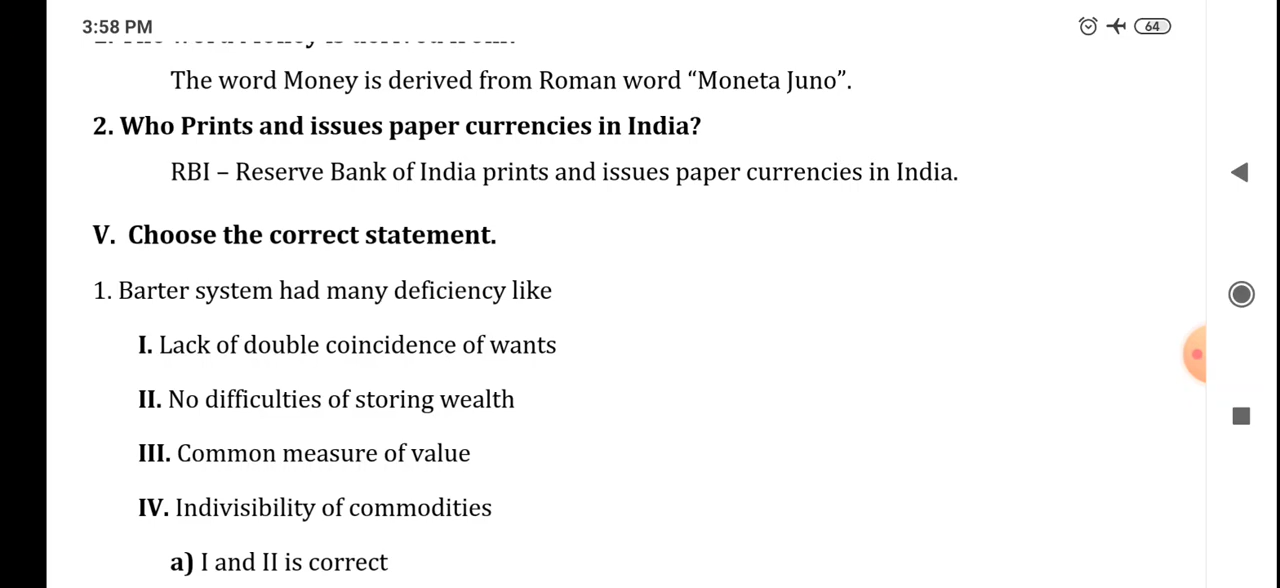 3:58 PM
64
The word Money is derived from Roman word “Moneta Juno”.
2. Who Prints and issues paper currencies in India?
RBI – Reserve Bank of India prints and issues paper currencies in India.
V. Choose the correct statement.
1. Barter system had many deficiency like
I. Lack of double coincidence of wants
II. No difficulties of storing wealth
III. Common measure of value
IV. Indivisibility of commodities
a) I and II is correct